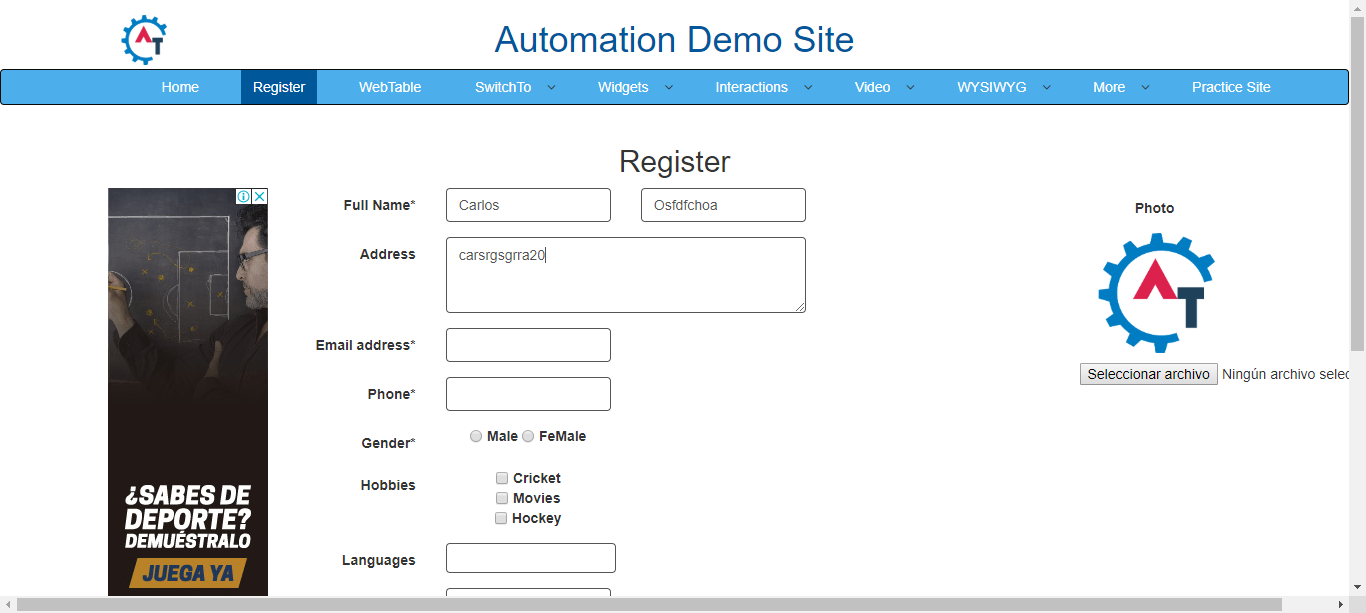 Automation Demo Site
Home Register WebTable SwitchTo Widgets Interactions Video WYSIWYG More Practice Site
Register
Full Name* Carlos Osfdfchoa
Address carsrgsgrra20
Email address*
Phone*
Gender* Male FeMale
Hobbies Cricket
Movies
Hockey
Languages
Photo
AT
Seleccionar archivo Ningún archivo selec
¿SABES DE
DEPORTE?
DEMUÉSTRALO
JUEGA YA